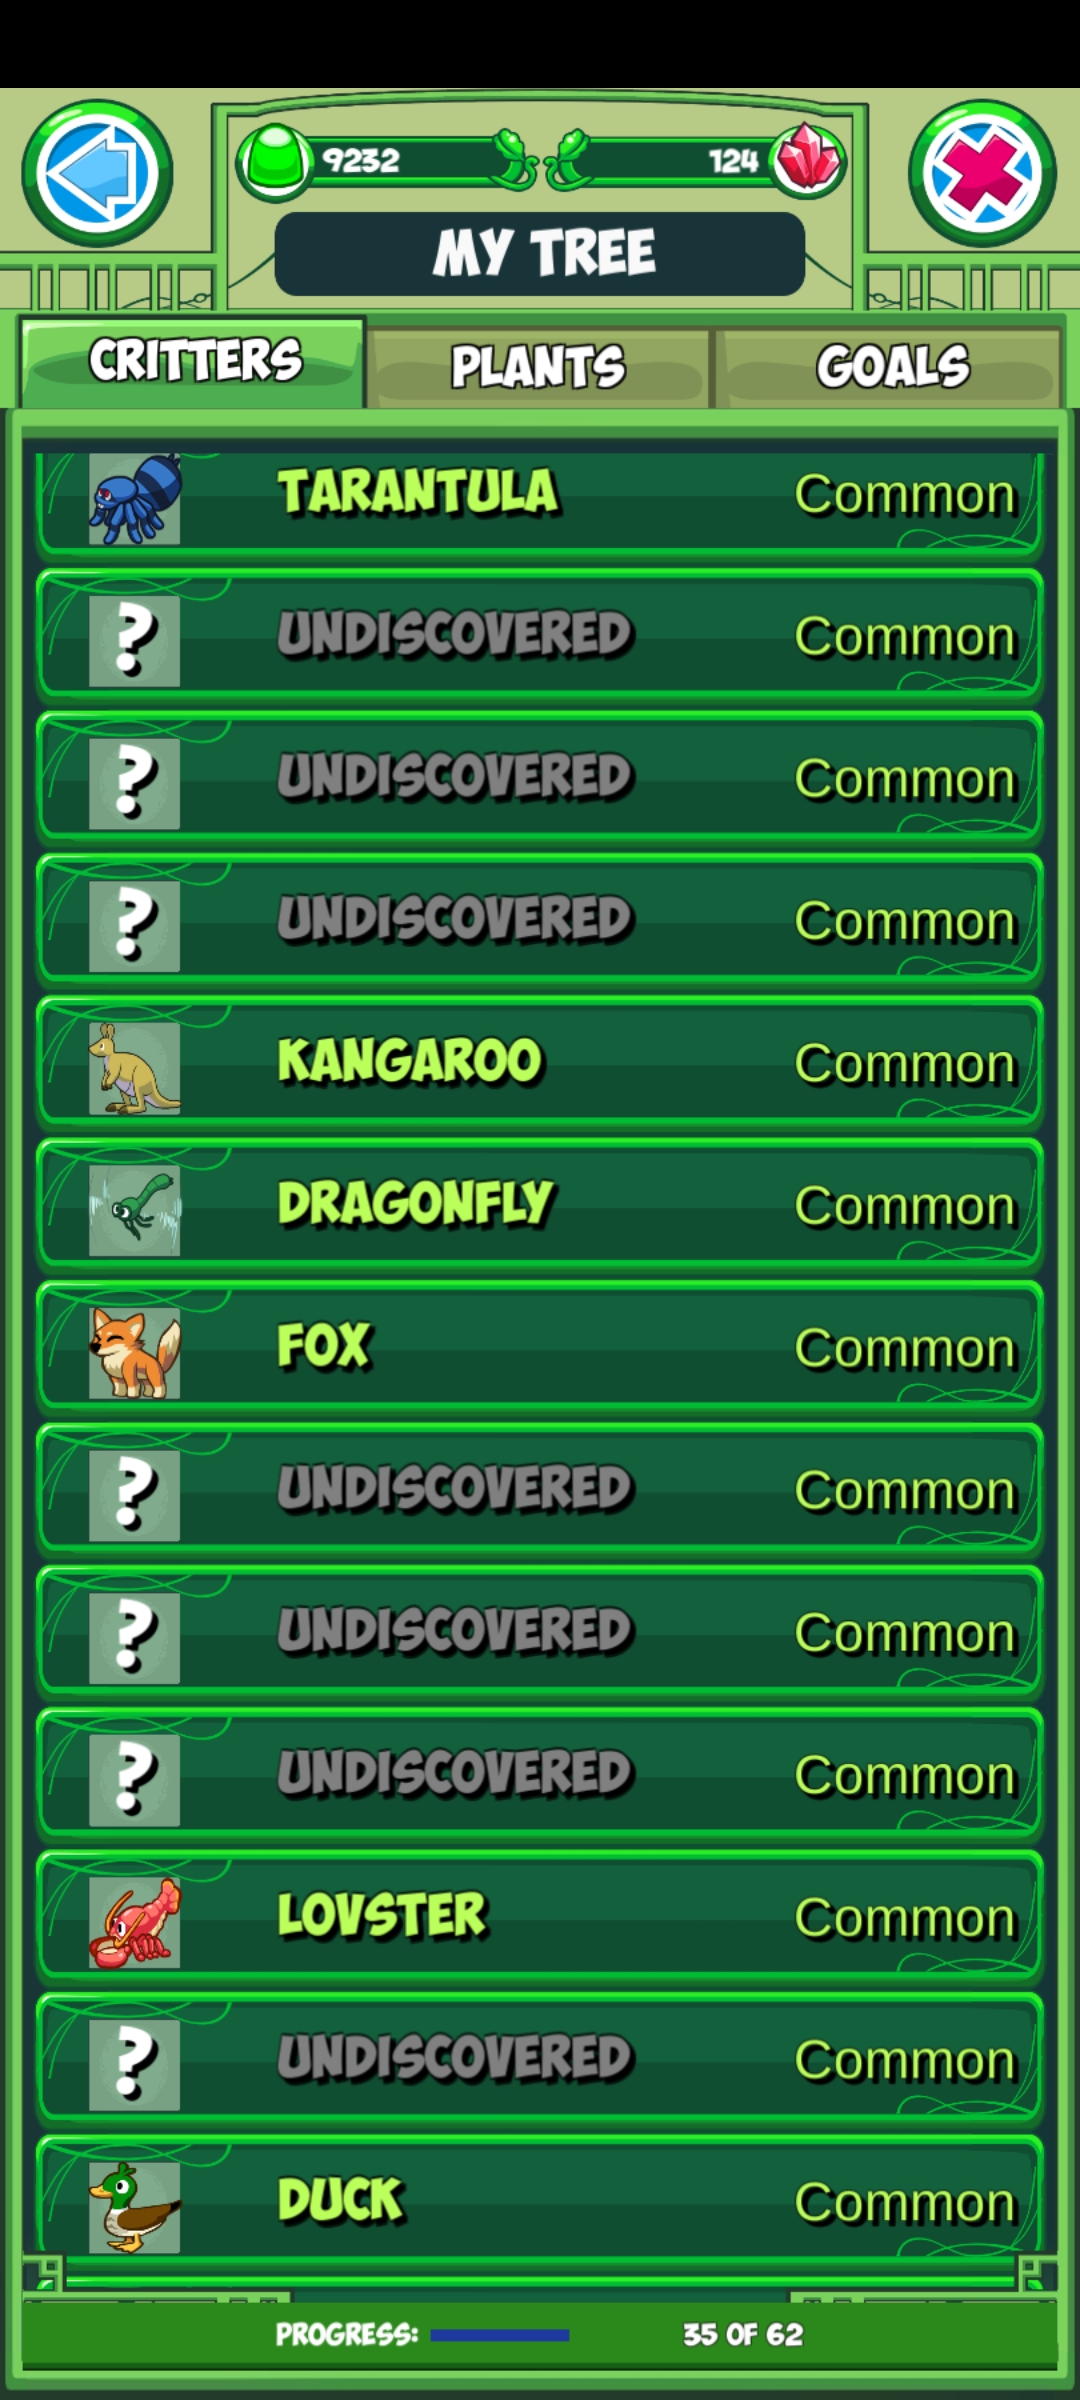 9232
124
MY TREE
CRITTERS
PLANTS
GOALS
TARANTULA Common
? UNDISCOVERED Common
? UNDISCOVERED Common
? UNDISCOVERED Common
KANGAROO Common
DRAGONFLY Common
FOX Common
? UNDISCOVERED Common
? UNDISCOVERED Common
? UNDISCOVERED Common
LOVSTER Common
? UNDISCOVERED Common
DUCK Common
PROGRESS: 35 OF 62